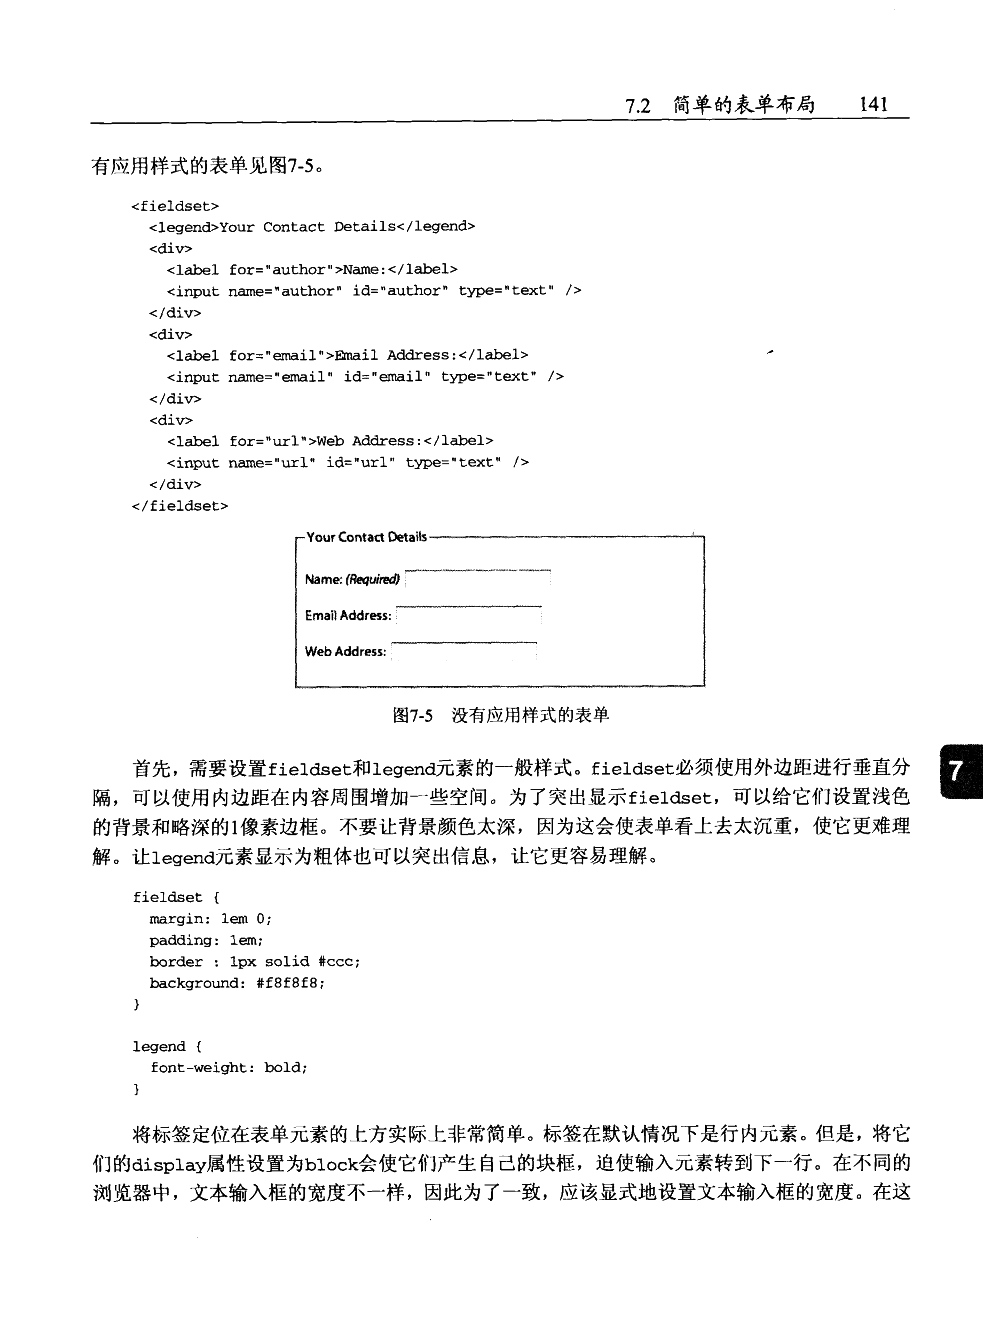 7.2 简单的表单布局 141
有应用样式的表单见图7-5。
<fieldset>
<legend>Your Contact Details</legend>
<div>
<label for="author">Name:</label>
<input name="author" id="author" type="text" />
</div>
<div>
<label for="email">Email Address:</label>
<input name="email" id="email" type="text" />
</div>
<div>
<label for="url">Web Address:</label>
<input name="url" id="url" type="text" />
</div>
</fieldset>
Your Contact Details
Name: (Required)
Email Address:
Web Address:
图7-5 没有应用样式的表单
首先，需要设置fieldset和legend元素的一般样式。fieldset必须使用外边距进行垂直分
隔，可以使用内边距在内容周围增加一些空间。为了突出显示fieldset，可以给它们设置浅色
的背景和略深的1像素边框。不要让背景颜色太深，因为这会使表单看上去太沉重，使它更难理
解。让legend元素显示为粗体也可以突出信息，让它更容易理解。
7
fieldset {
margin: 1em 0;
padding: 1em;
border : 1px solid #ccc;
background: #f8f8f8;
}
legend {
font-weight: bold;
}
将标签定位在表单元素的上方实际上非常简单。标签在默认情况下是行内元素。但是，将它
们的display属性设置为block会使它们产生自己的块框，迫使输入元素转到下一行。在不同的
浏览器中，文本输入框的宽度不一样，因此为了一致，应该显式地设置文本输入框的宽度。在这